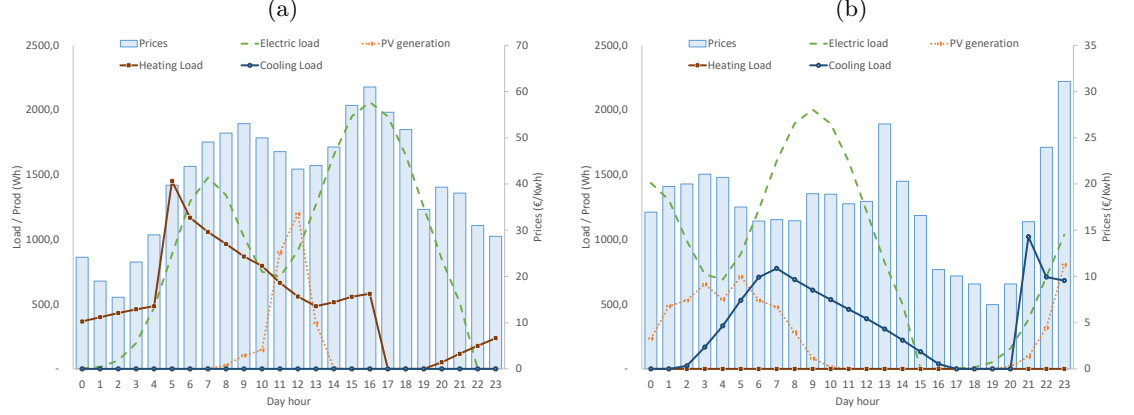 (a)
Prices Electric load PV generation
Heating Load Cooling Load
2500,0
2000,0
1500,0
1000,0
500,0
-
Load / Prod (Wh)
70
60
50
40
30
20
10
0
Prices (€/Kwh)
0 1 2 3 4 5 6 7 8 9 10 11 12 13 14 15 16 17 18 19 20 21 22 23
Day hour
(b)
Prices Electric load PV generation
Heating Load Cooling Load
2500,0
2000,0
1500,0
1000,0
500,0
-
Load / Prod (Wh)
35
30
25
20
15
10
5
0
Prices (€/Kwh)
0 1 2 3 4 5 6 7 8 9 10 11 12 13 14 15 16 17 18 19 20 21 22 23
Day hour